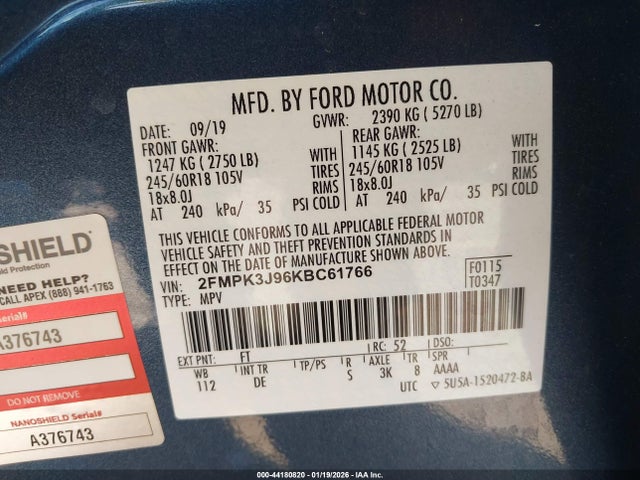 MFD. BY FORD MOTOR CO.
DATE: 09/19 GVWR: 2390 KG ( 5270 LB)
FRONT GAWR: REAR GAWR:
1247 KG ( 2750 LB) WITH 1145 KG ( 2525 LB) WITH
245/60R18 105V TIRES 245/60R18 105V TIRES
18x8.0J RIMS 18x8.0J RIMS
AT 240 kPa/ 35 PSI COLD AT 240 kPa/ 35 PSI COLD
THIS VEHICLE CONFORMS TO ALL APPLICABLE FEDERAL MOTOR
VEHICLE SAFETY AND THEFT PREVENTION STANDARDS IN
EFFECT ON THE DATE OF MANUFACTURE SHOWN ABOVE.
VIN: 2FMPK3J96KBC61766 F0115
TYPE: MPV T0347
EXT PNT: FT RC: 52 DSO:
WB INT TR TP/PS R AXLE TR SPR
112 DE S 3K 8 AAAA
UTC ▽5U5A-1520472-BA
OSHIELD®
ld Protection
NEED HELP?
CALL APEX (888) 941-1763
A376743
DO NOT REMOVE
NANOSHIELD Serial#
A376743
000-44180820 | 01/19/2026 - IAA Inc.